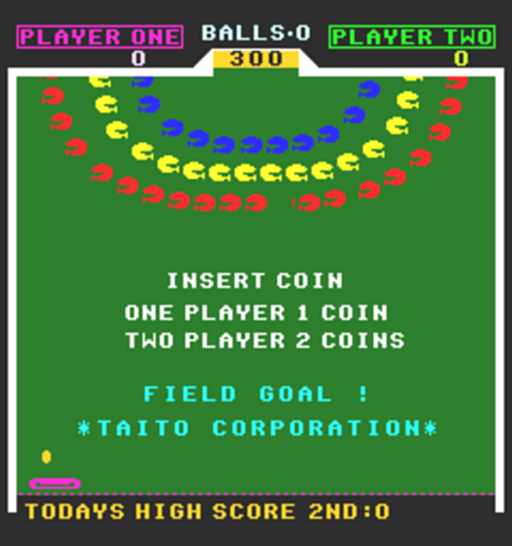 PLAYER ONE BALLS·0 PLAYER TWO
0 300 0
INSERT COIN
ONE PLAYER 1 COIN
TWO PLAYER 2 COINS
FIELD GOAL !
*TAITO CORPORATION*
TODAYS HIGH SCORE 2ND:0